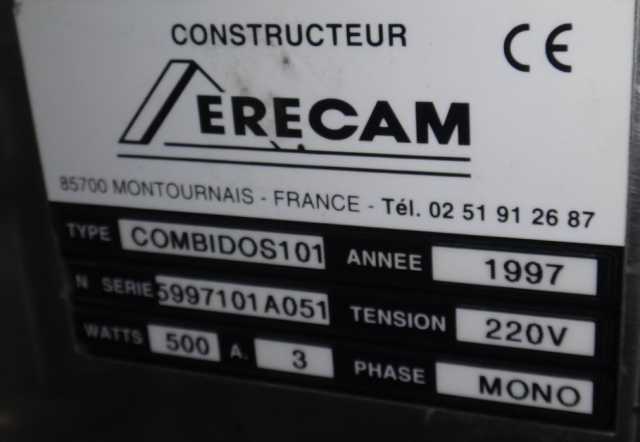 CONSTRUCTEUR CE
ERECAM
85700 MONTOURNAIS - FRANCE - Tél. 02 51 91 26 87
TYPE COMBIDOS101 ANNEE 1997
N SERIE 5997101A051 TENSION 220V
WATTS 500 A. 3 PHASE MONO